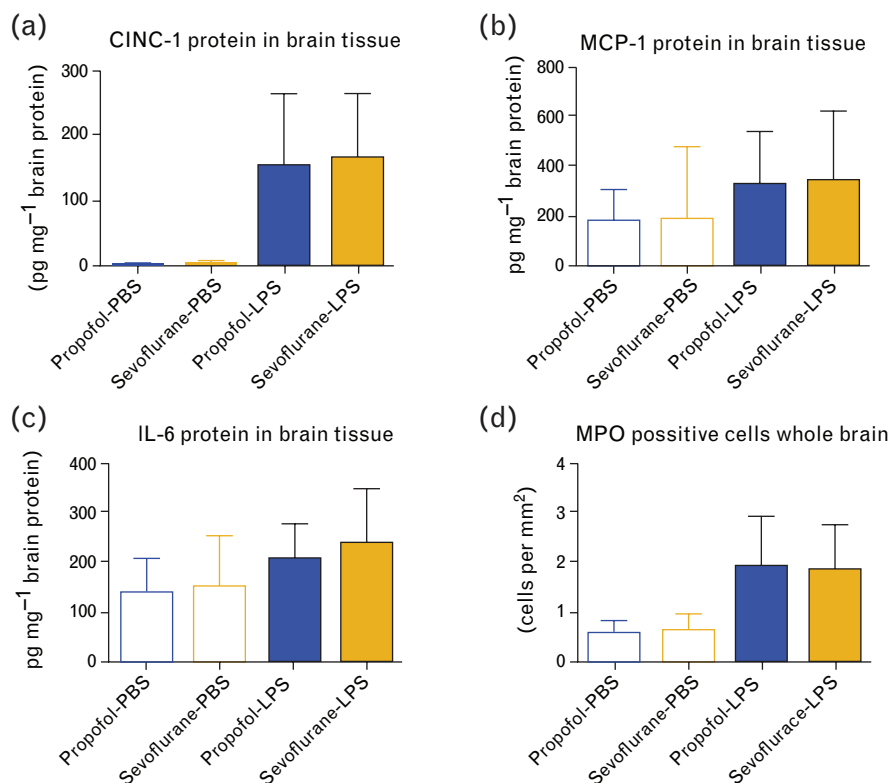 (a)
CINC-1 protein in brain tissue
(pg mg⁻¹ brain protein)
300
200
100
0
Propofol-PBS
Sevoflurane-PBS
Propofol-LPS
Sevoflurane-LPS
(b)
MCP-1 protein in brain tissue
pg mg⁻¹ brain protein)
800
600
400
200
0
Propofol-PBS
Sevoflurane-PBS
Propofol-LPS
Sevoflurane-LPS
(c)
IL-6 protein in brain tissue
pg mg⁻¹ brain protein)
400
300
200
100
0
Propofol-PBS
Sevoflurane-PBS
Propofol-LPS
Sevoflurane-LPS
(d)
MPO possitive cells whole brain
(cells per mm²)
4
3
2
1
0
Propofol-PBS
Sevoflurane-PBS
Propofol-LPS
Sevoflurace-LPS